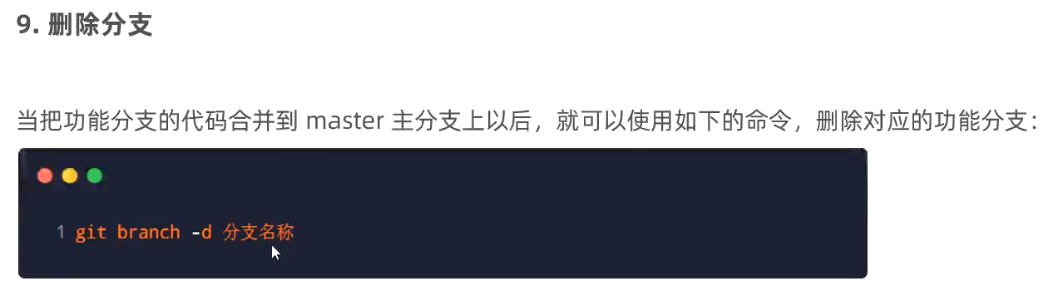 9. 删除分支
当把功能分支的代码合并到 master 主分支上以后，就可以使用如下的命令，删除对应的功能分支：
1 git branch -d 分支名称